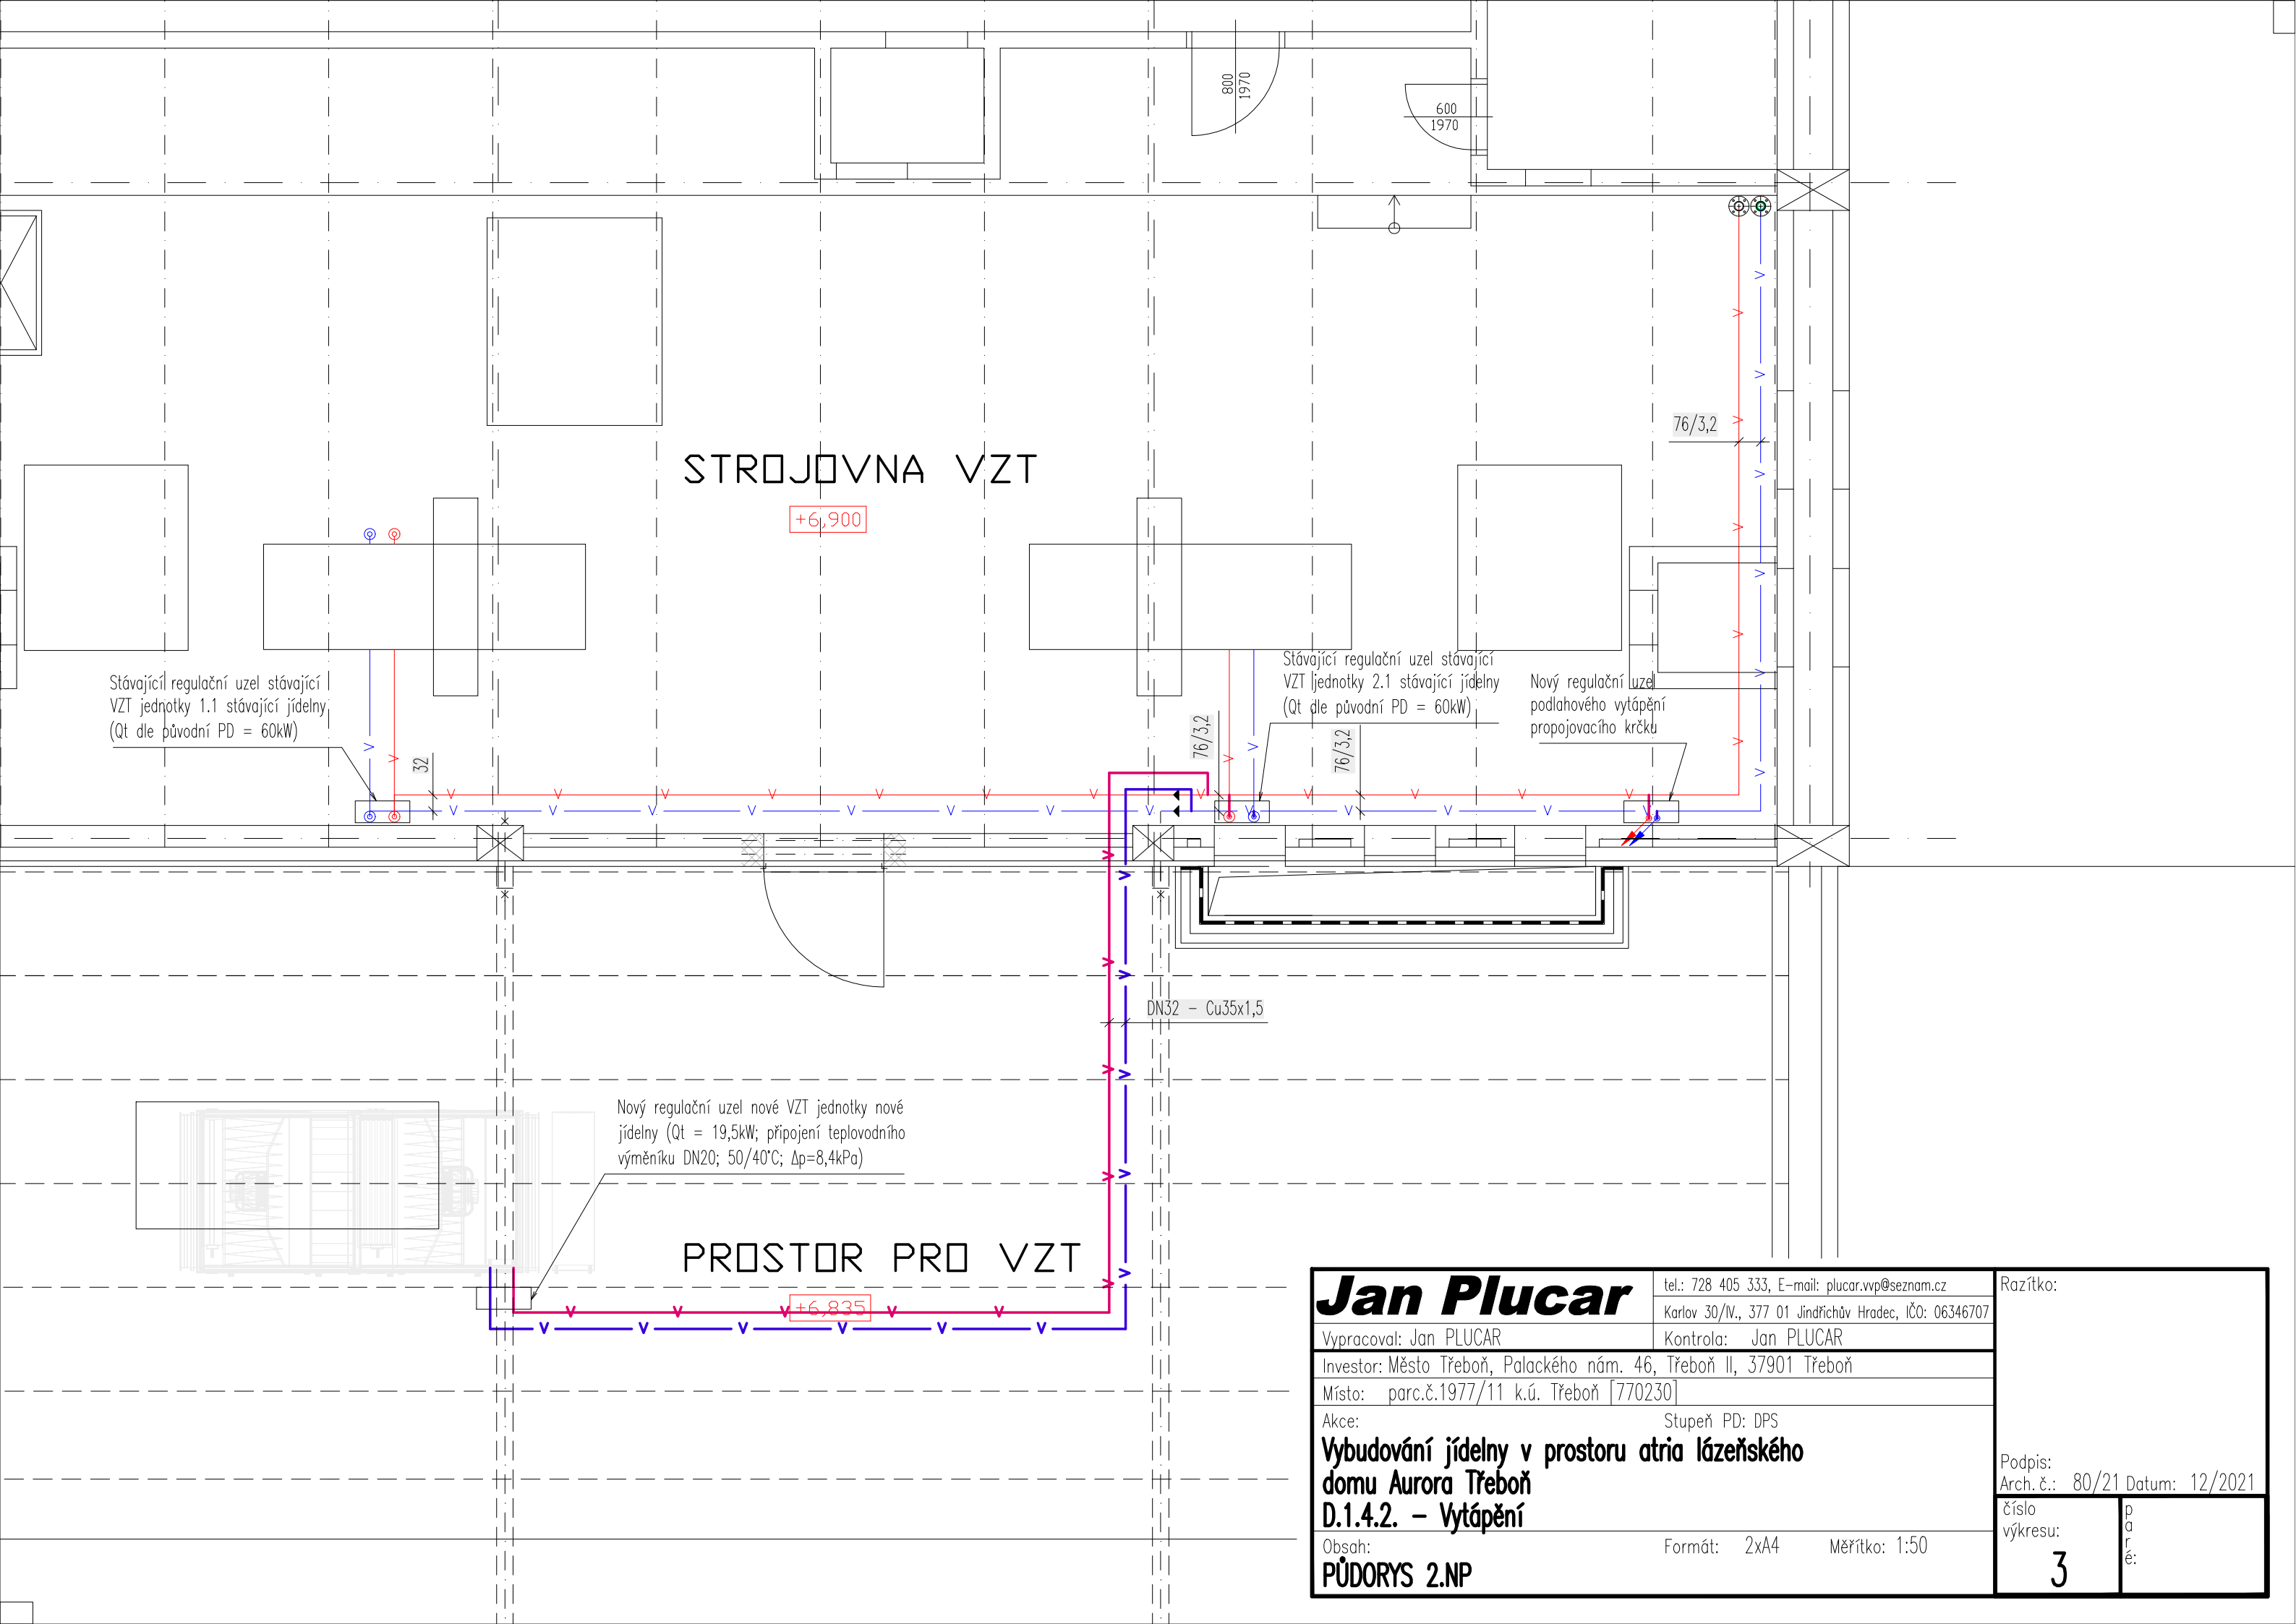 800
1970
600
1970
76/3,2
STROJOVNA VZT
+6,900
Stávající regulační uzel stávající
VZT jednotky 1.1 stávající jídelny
(Qt dle původní PD = 60kW)
32
76/3,2
Stávající regulační uzel stávající
VZT jednotky 2.1 stávající jídelny
(Qt dle původní PD = 60kW)
76/3,2
Nový regulační uzel
podlahového vytápění
propojovacího krčku
DN32 – Cu35x1,5
Nový regulační uzel nové VZT jednotky nové
jídelny (Qt = 19,5kW; připojení teplovodního
výměníku DN20; 50/40°C; Δp=8,4kPa)
PROSTOR PRO VZT
+6,835
Jan Plucar
tel.: 728 405 333, E–mail: plucar.vvp@seznam.cz
Karlov 30/IV., 377 01 Jindřichův Hradec, IČO: 06346707
Vypracoval: Jan PLUCAR
Kontrola: Jan PLUCAR
Investor: Město Třeboň, Palackého nám. 46, Třeboň II, 37901 Třeboň
Místo: parc.č.1977/11 k.ú. Třeboň [770230]
Akce:
Stupeň PD: DPS
Vybudování jídelny v prostoru atria lázeňského
domu Aurora Třeboň
D.1.4.2. – Vytápění
Obsah:
Formát: 2xA4
Měřítko: 1:50
PŮDORYS 2.NP
Razítko:
Podpis:
Arch. č.: 80/21 Datum: 12/2021
číslo
výkresu:
3
p
a
r
é: